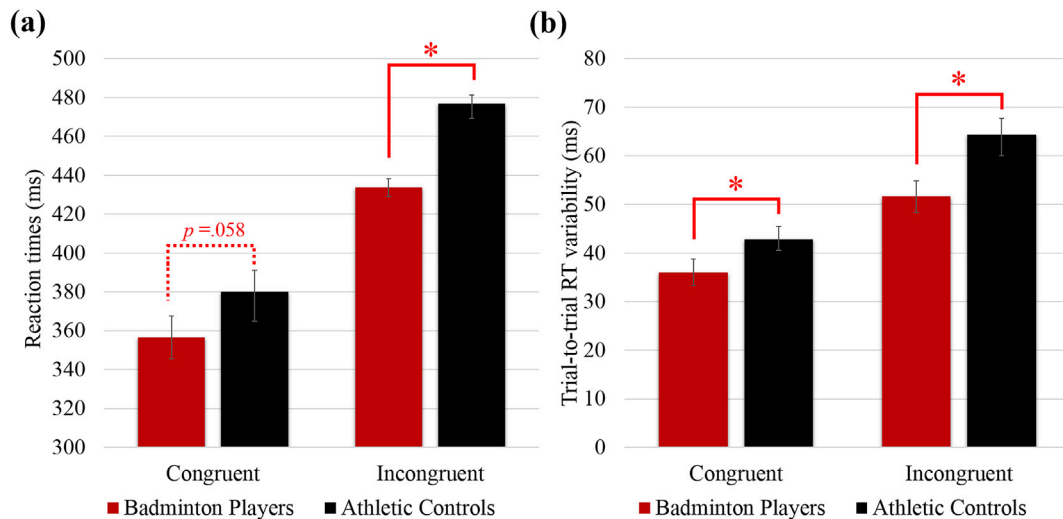 (a)
Reaction times (ms)
500
480
460
440
420
400
380
360
340
320
300
p =.058
*
Congruent
Incongruent
Badminton Players
Athletic Controls
(b)
Trial-to-trial RT variability (ms)
80
70
60
50
40
30
20
10
0
*
*
Congruent
Incongruent
Badminton Players
Athletic Controls